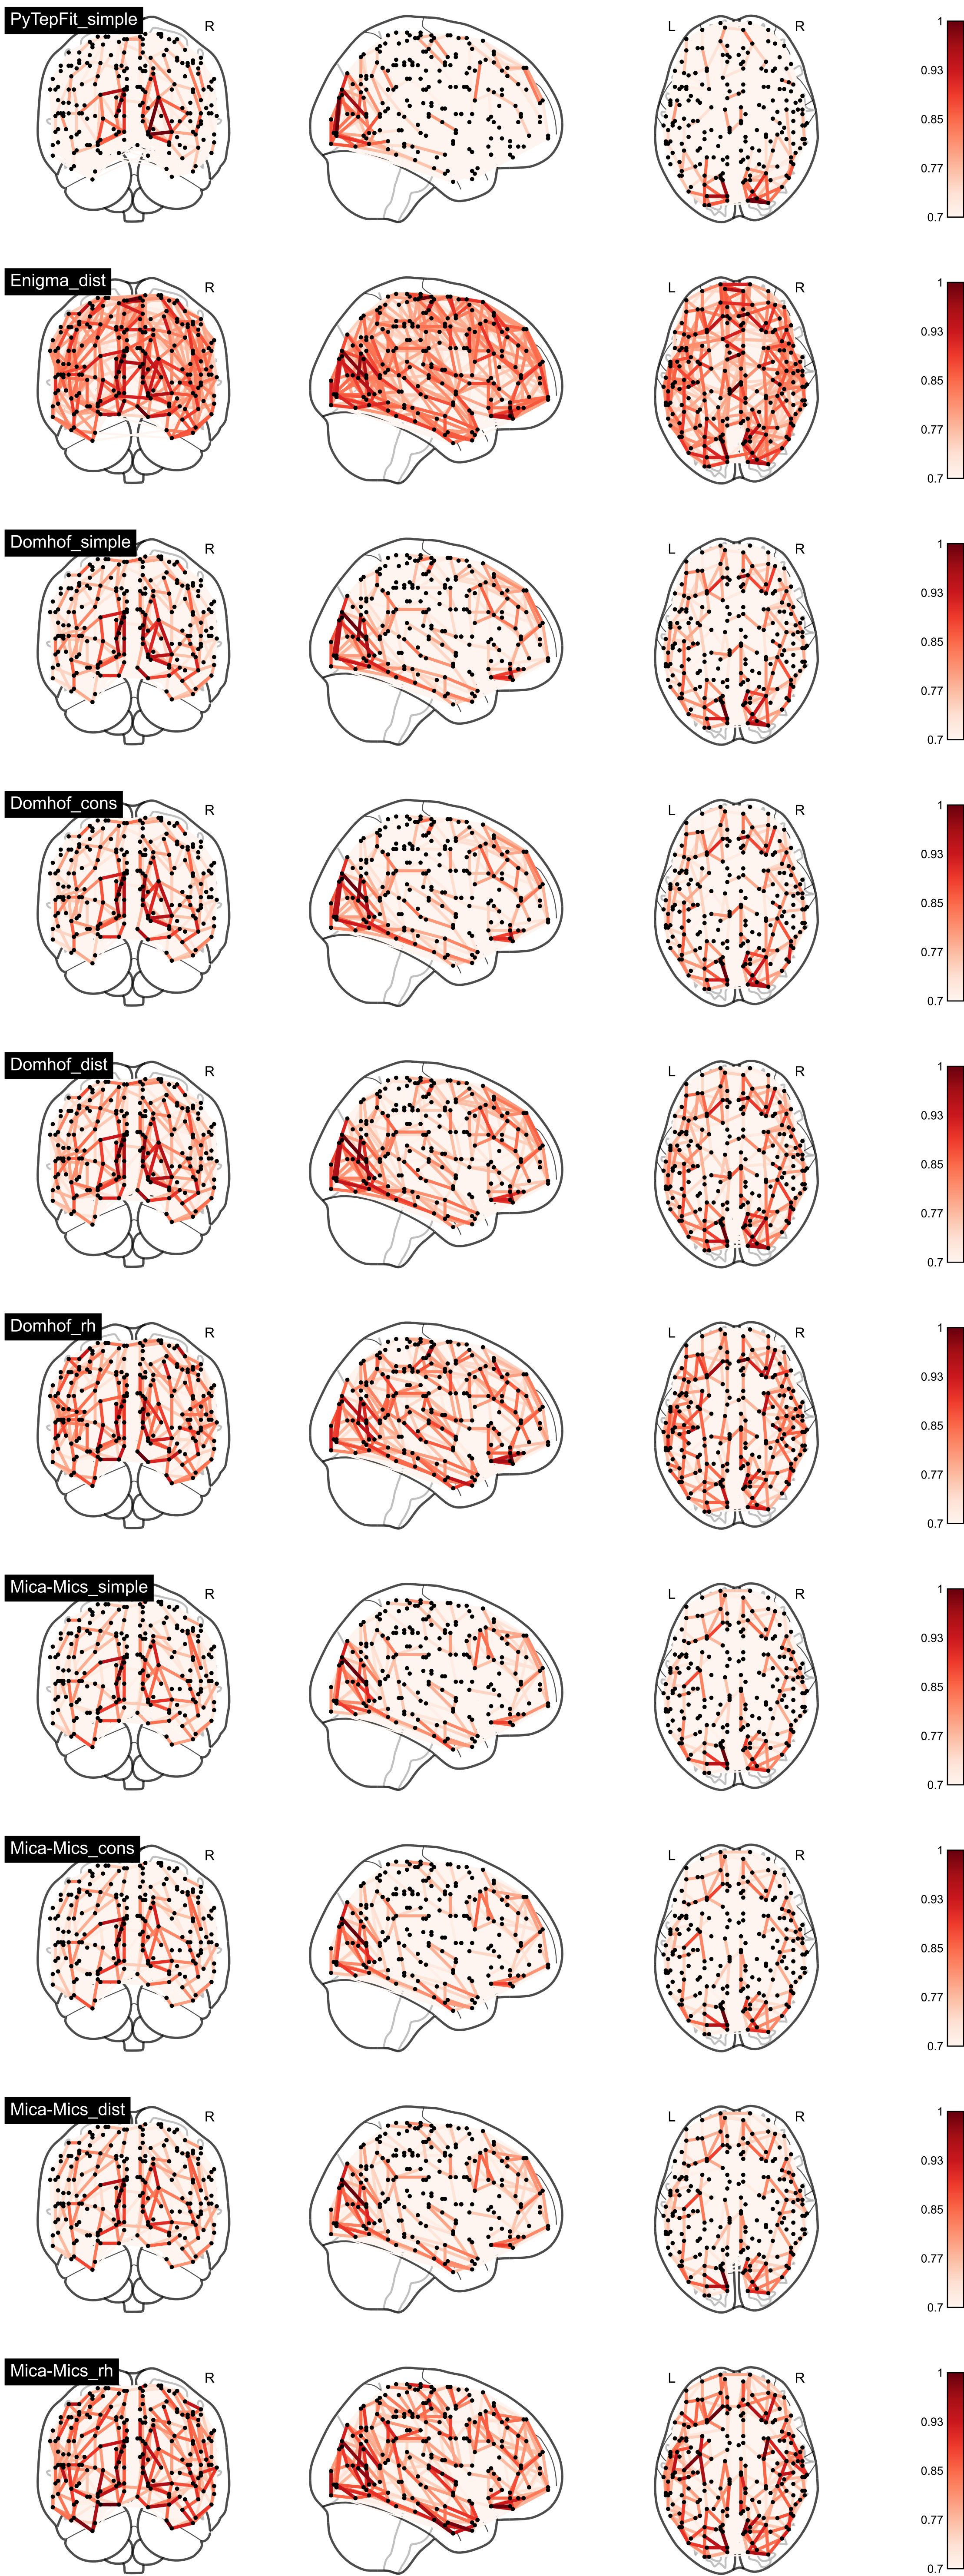 PyTepFit_simple
R
L R
1
0.93
0.85
0.77
0.7
Enigma_dist
R
L R
1
0.93
0.85
0.77
0.7
Domhof_simple
R
L R
1
0.93
0.85
0.77
0.7
Domhof_cons
R
L R
1
0.93
0.85
0.77
0.7
Domhof_dist
R
L R
1
0.93
0.85
0.77
0.7
Domhof_rh
R
L R
1
0.93
0.85
0.77
0.7
Mica-Mics_simple
R
L R
1
0.93
0.85
0.77
0.7
Mica-Mics_cons
R
L R
1
0.93
0.85
0.77
0.7
Mica-Mics_dist
R
L R
1
0.93
0.85
0.77
0.7
Mica-Mics_rh
R
L R
1
0.93
0.85
0.77
0.7